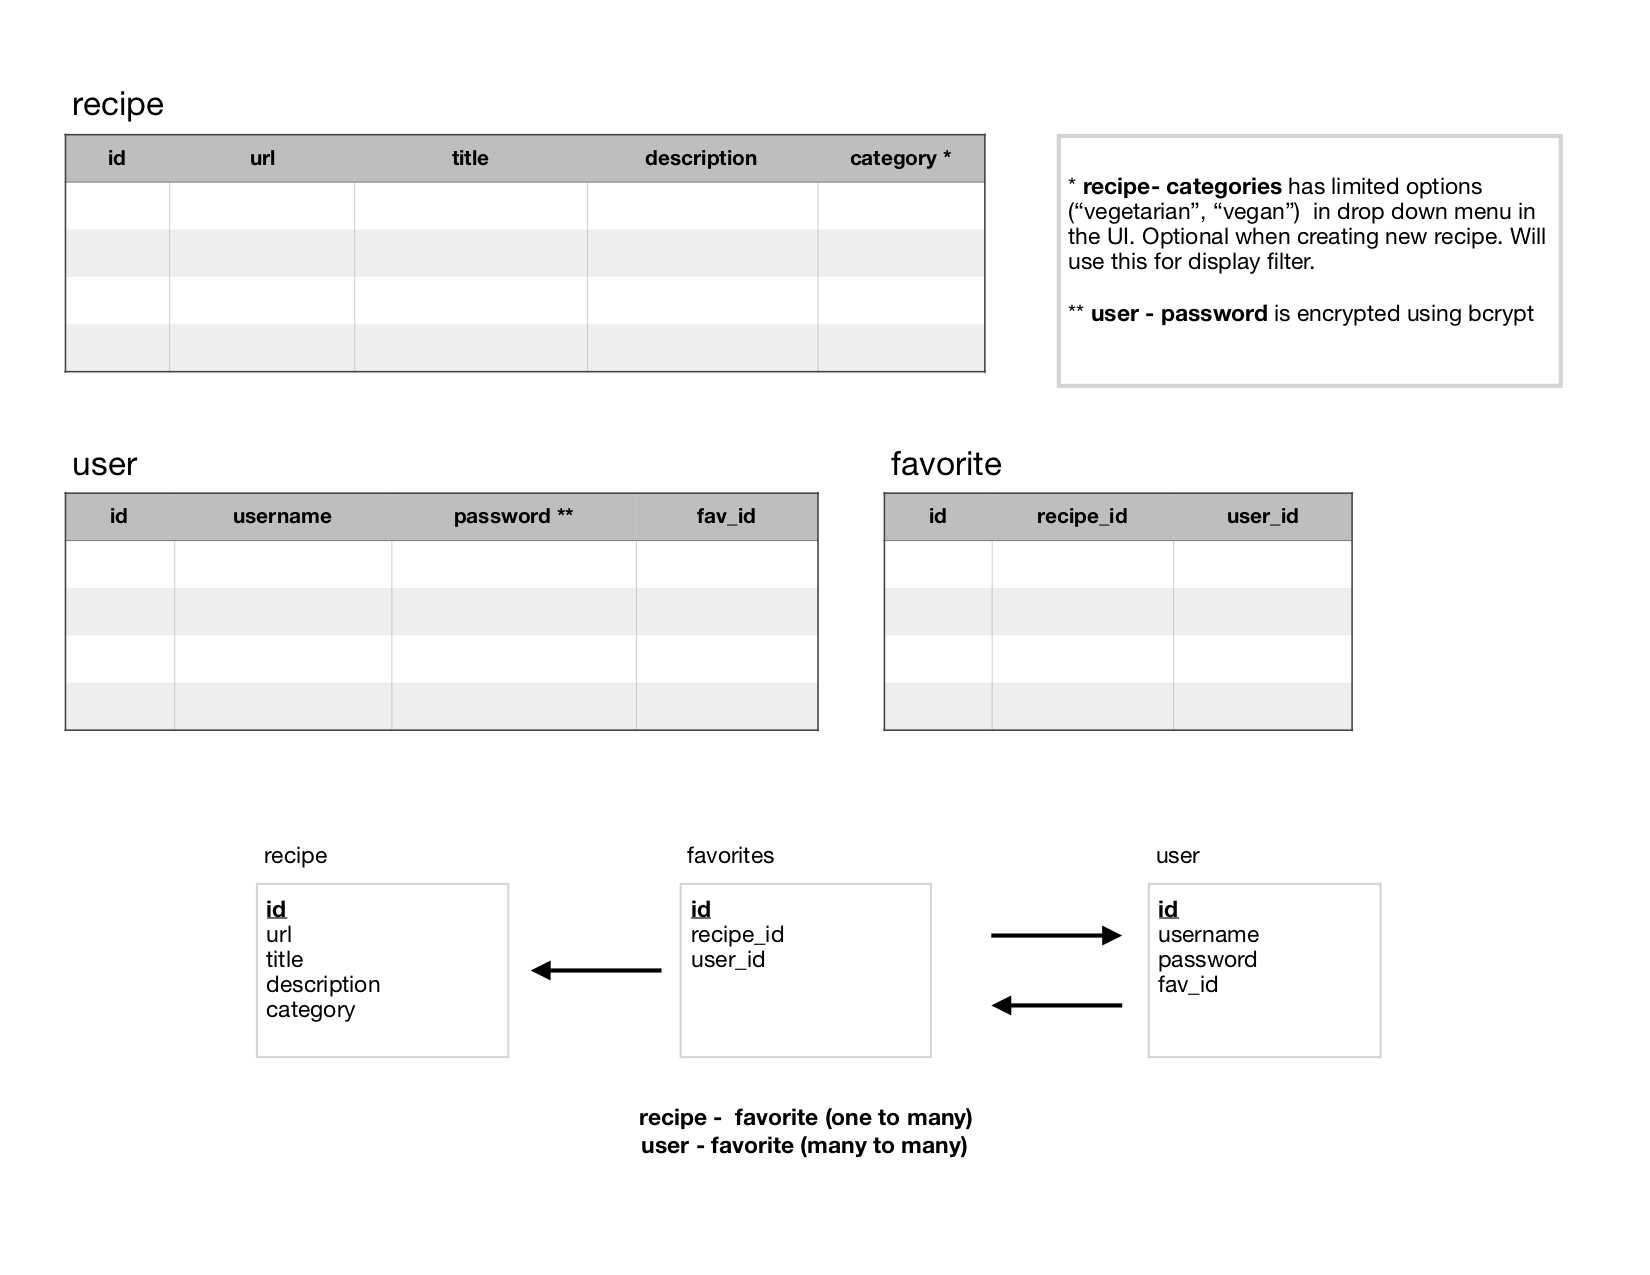 recipe
id url title description category *
* recipe- categories has limited options
(“vegetarian”, “vegan”)  in drop down menu in
the UI. Optional when creating new recipe. Will
use this for display filter.
** user - password is encrypted using bcrypt
user
id username password ** fav_id
favorite
id recipe_id user_id
recipe
id
url
title
description
category
favorites
id
recipe_id
user_id
user
id
username
password
fav_id
recipe -  favorite (one to many)
user - favorite (many to many)